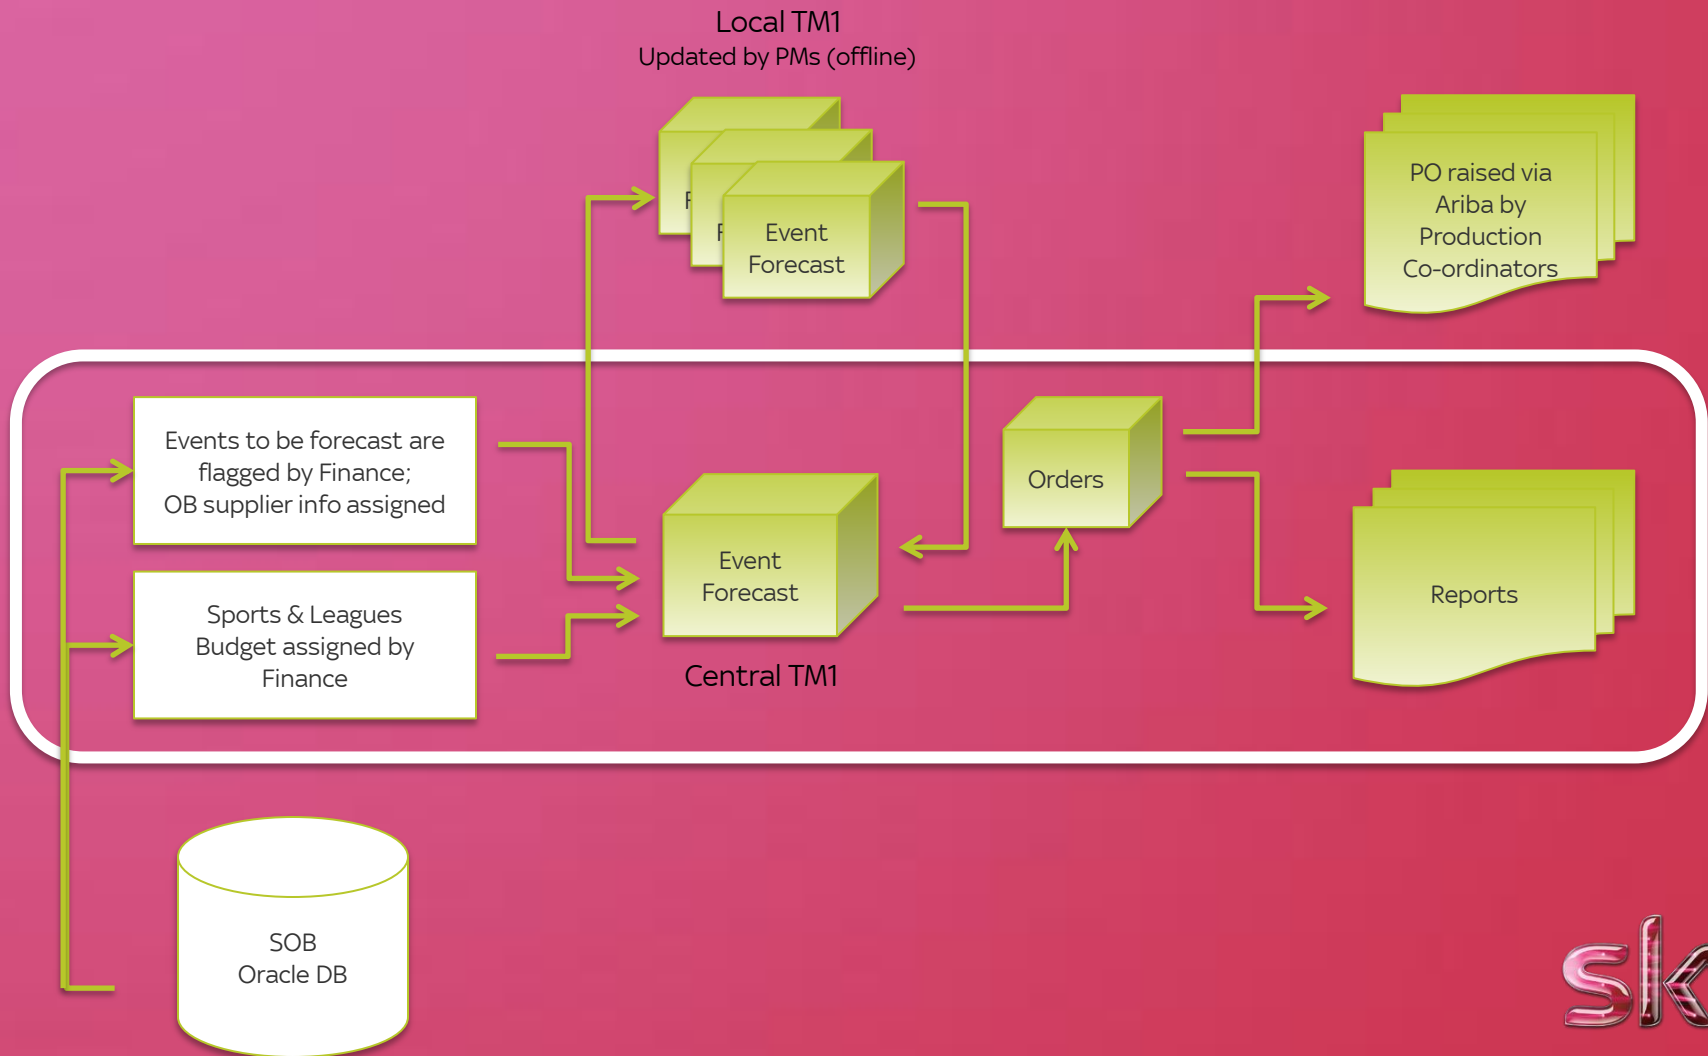 Local TM1
Updated by PMs (offline)
Event
Forecast
PO raised via
Ariba by
Production
Co-ordinators
Events to be forecast are
flagged by Finance;
OB supplier info assigned
Sports & Leagues
Budget assigned by
Finance
Event
Forecast
Central TM1
Orders
Reports
SOB
Oracle DB
sk